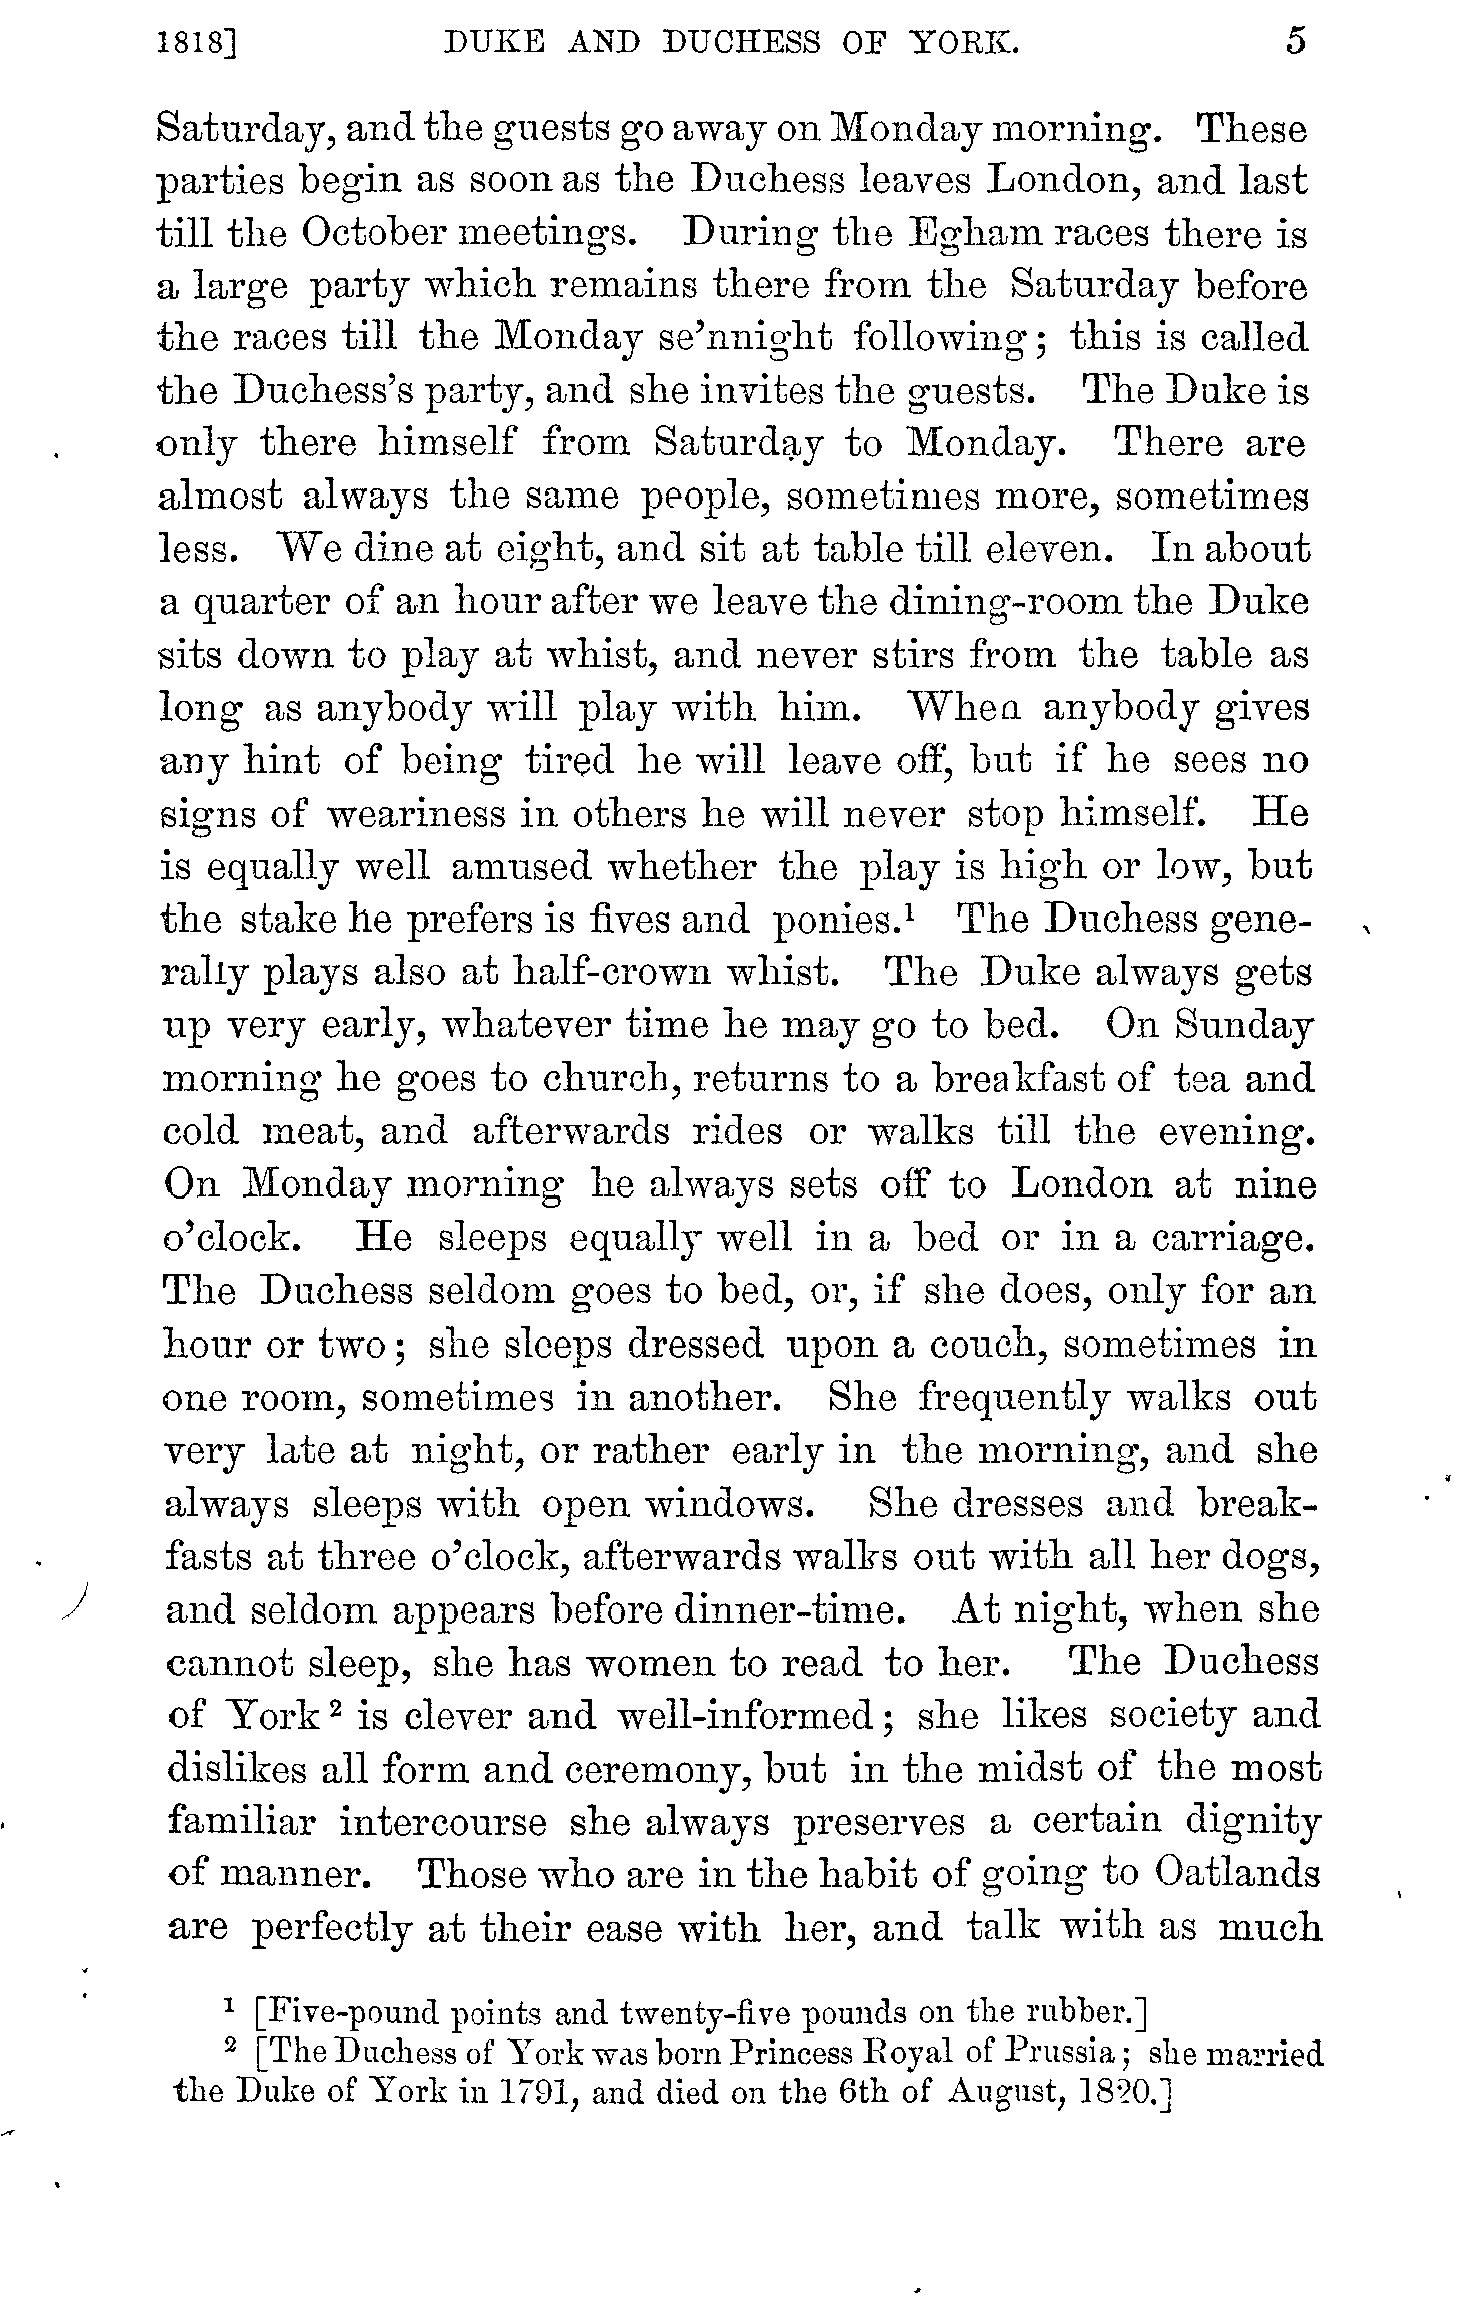 1818] DUKE AND DUCHESS OF YORK. 5
Saturday, and the guests go away on Monday morning. These
parties begin as soon as the Duchess leaves London, and last
till the October meetings. During the Egham races there is
a large party which remains there from the Saturday before
the races till the Monday se'nnight following; this is called
the Duchess's party, and she invites the guests. The Duke is
only there himself from Saturday to Monday. There are
almost always the same people, sometimes more, sometimes
less. We dine at eight, and sit at table till eleven. In about
a quarter of an hour after we leave the dining-room the Duke
sits down to play at whist, and never stirs from the table as
long as anybody will play with him. When anybody gives
any hint of being tired he will leave off, but if he sees no
signs of weariness in others he will never stop himself. He
is equally well amused whether the play is high or low, but
the stake he prefers is fives and ponies.¹ The Duchess gene-
rally plays also at half-crown whist. The Duke always gets
up very early, whatever time he may go to bed. On Sunday
morning he goes to church, returns to a breakfast of tea and
cold meat, and afterwards rides or walks till the evening.
On Monday morning he always sets off to London at nine
o'clock. He sleeps equally well in a bed or in a carriage.
The Duchess seldom goes to bed, or, if she does, only for an
hour or two; she sleeps dressed upon a couch, sometimes in
one room, sometimes in another. She frequently walks out
very late at night, or rather early in the morning, and she
always sleeps with open windows. She dresses and break-
fasts at three o'clock, afterwards walks out with all her dogs,
and seldom appears before dinner-time. At night, when she
cannot sleep, she has women to read to her. The Duchess
of York² is clever and well-informed; she likes society and
dislikes all form and ceremony, but in the midst of the most
familiar intercourse she always preserves a certain dignity
of manner. Those who are in the habit of going to Oatlands
are perfectly at their ease with her, and talk with as much
¹ [Five-pound points and twenty-five pounds on the rubber.]
² [The Duchess of York was born Princess Royal of Prussia; she married
the Duke of York in 1791, and died on the 6th of August, 1820.]